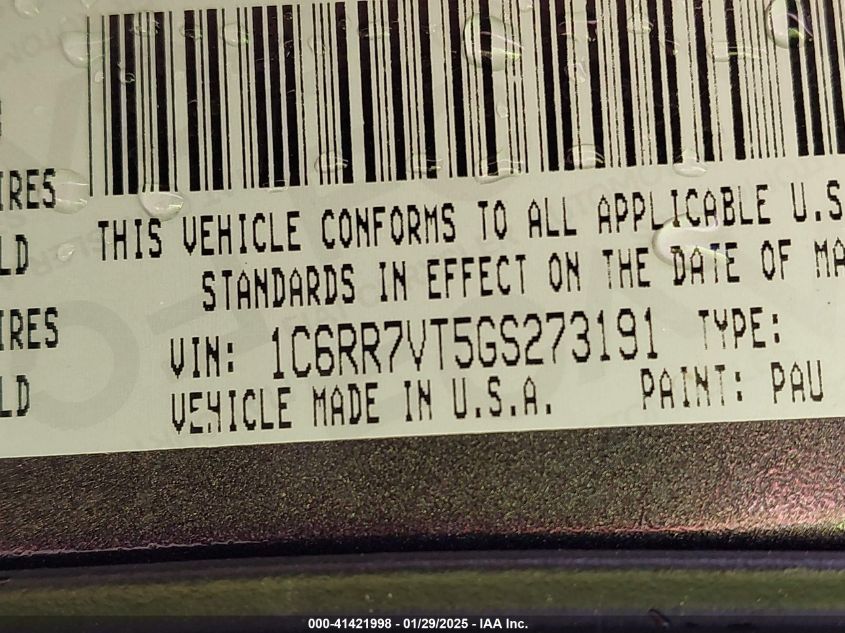 IRES
LD
IRES
LD
THIS VEHICLE CONFORMS TO ALL APPLICABLE U.S
STANDARDS IN EFFECT ON THE DATE OF MA
VIN: 1C6RR7VT5GS273191 TYPE:
VEHICLE MADE IN U.S.A. PAINT: PAU
000-41421998 - 01/29/2025 - IAA Inc.